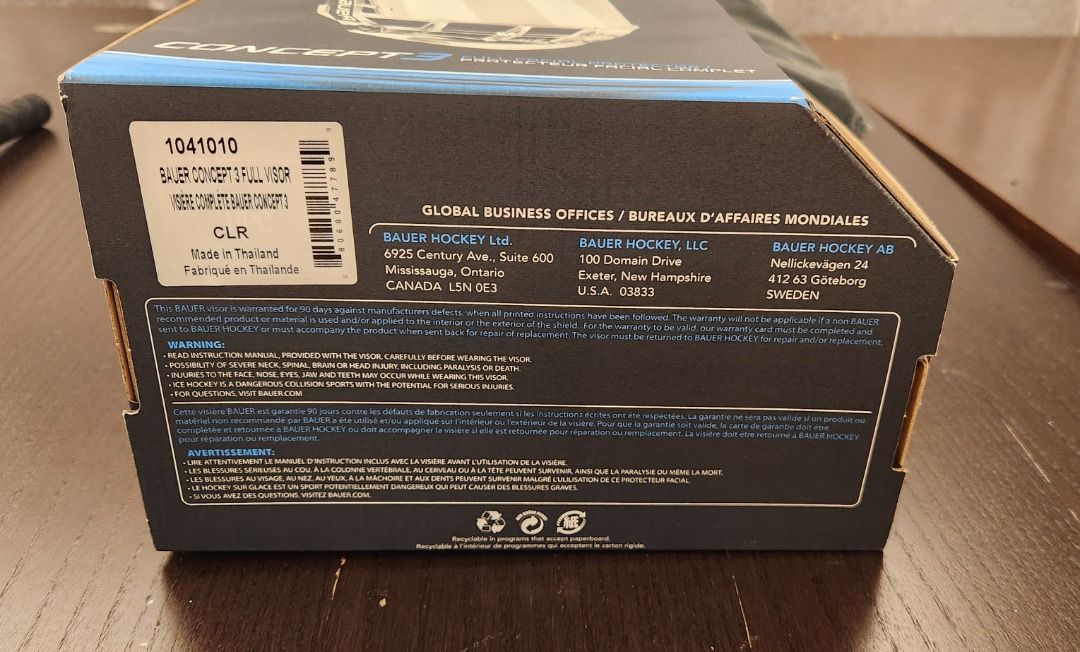 CONCEPT 3
PROTECTEUR FACIAL COMPLET
1041010
BAUER CONCEPT 3 FULL VISOR
VISIÈRE COMPLÈTE BAUER CONCEPT 3
CLR
Made in Thailand
Fabriqué en Thaïlande
GLOBAL BUSINESS OFFICES / BUREAUX D'AFFAIRES MONDIALES
BAUER HOCKEY Ltd.
6925 Century Ave., Suite 600
Mississauga, Ontario
CANADA L5N 0E3
BAUER HOCKEY, LLC
100 Domain Drive
Exeter, New Hampshire
U.S.A. 03833
BAUER HOCKEY AB
Nellickevägen 24
412 63 Göteborg
SWEDEN
This BAUER visor is warranted for 90 days against manufacturers defects, when all printed instructions have been followed. The warranty will not be applicable if a non BAUER
recommended product or material is used and/or applied to the interior or the exterior of the shield. For the warranty to be valid, our warranty card must be completed and
sent to BAUER HOCKEY or must accompany the product when sent back for repair of replacement. The visor must be returned to BAUER HOCKEY for repair and/or replacement.
WARNING:
• READ INSTRUCTION MANUAL, PROVIDED WITH THE VISOR, CAREFULLY BEFORE WEARING THE VISOR.
• POSSIBILITY OF SEVERE NECK, SPINAL, BRAIN OR HEAD INJURY, INCLUDING PARALYSIS OR DEATH.
• INJURIES TO THE FACE, NOSE, EYES, JAW AND TEETH MAY OCCUR WHILE WEARING THIS VISOR.
• ICE HOCKEY IS A DANGEROUS COLLISION SPORTS WITH THE POTENTIAL FOR SERIOUS INJURIES.
• FOR QUESTIONS, VISIT BAUER.COM
Cette visière BAUER est garantie 90 jours contre les défauts de fabrication seulement si les instructions écrites ont été respectées. La garantie ne sera pas valide si un produit ou
matériel non recommandé par BAUER a été utilisé et/ou appliqué sur l'intérieur ou l'extérieur de la visière. Pour que la garantie soit valide, la carte de garantie doit être
complétée et retournée à BAUER HOCKEY ou doit accompagner la visière si elle est retournée pour réparation ou remplacement. La visière doit être retourné à BAUER HOCKEY
pour réparation ou remplacement.
AVERTISSEMENT:
• LIRE ATTENTIVEMENT LE MANUEL D'INSTRUCTION INCLUS AVEC LA VISIÈRE AVANT L'UTILISATION DE LA VISIÈRE.
• LES BLESSURES SÉRIEUSES AU COU, À LA COLONNE VERTÉBRALE, AU CERVEAU OU À LA TÊTE PEUVENT SURVENIR, AINSI QUE LA PARALYSIE OU MÊME LA MORT.
• LES BLESSURES AU VISAGE, AU NEZ, AU YEUX, À LA MÂCHOIRE ET AUX DENTS PEUVENT SURVENIR MALGRÉ L'ULILISATION DE CE PROTECTEUR FACIAL.
• LE HOCKEY SUR GLACE EST UN SPORT POTENTIELLEMENT DANGEREUX QUI PEUT CAUSER DES BLESSURES GRAVES.
• SI VOUS AVEZ DES QUESTIONS, VISITEZ BAUER.COM.
Recyclable in programs that accept paperboard.
Recyclable à l'intérieur de programmes qui acceptent le carton rigide.